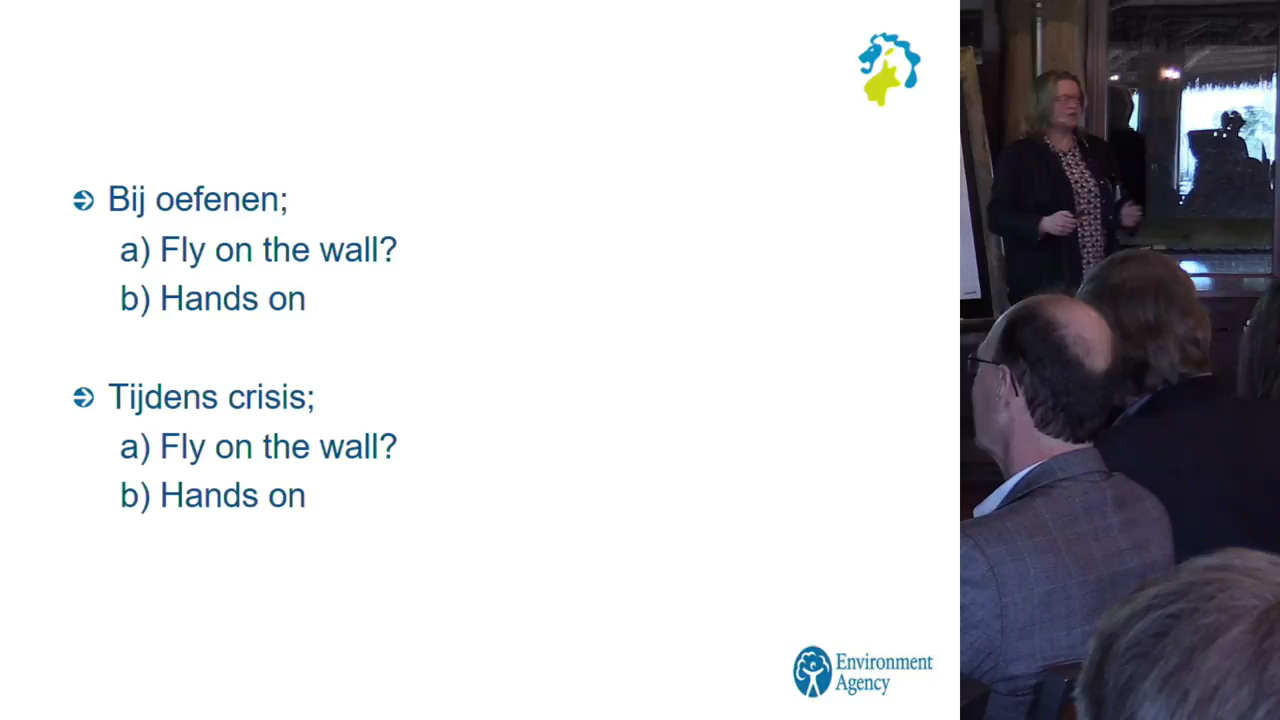 Bij oefenen;
a) Fly on the wall?
b) Hands on
Tijdens crisis;
a) Fly on the wall?
b) Hands on
Environment
Agency